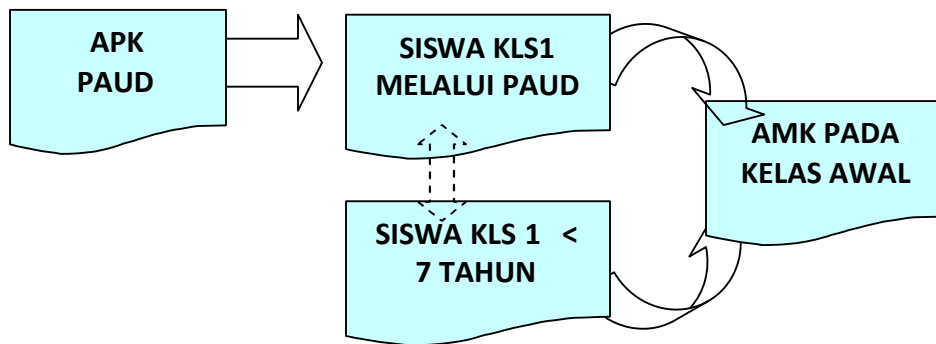 APK
PAUD
SISWA KLS1
MELALUI PAUD
AMK PADA
KELAS AWAL
SISWA KLS 1 <
7 TAHUN